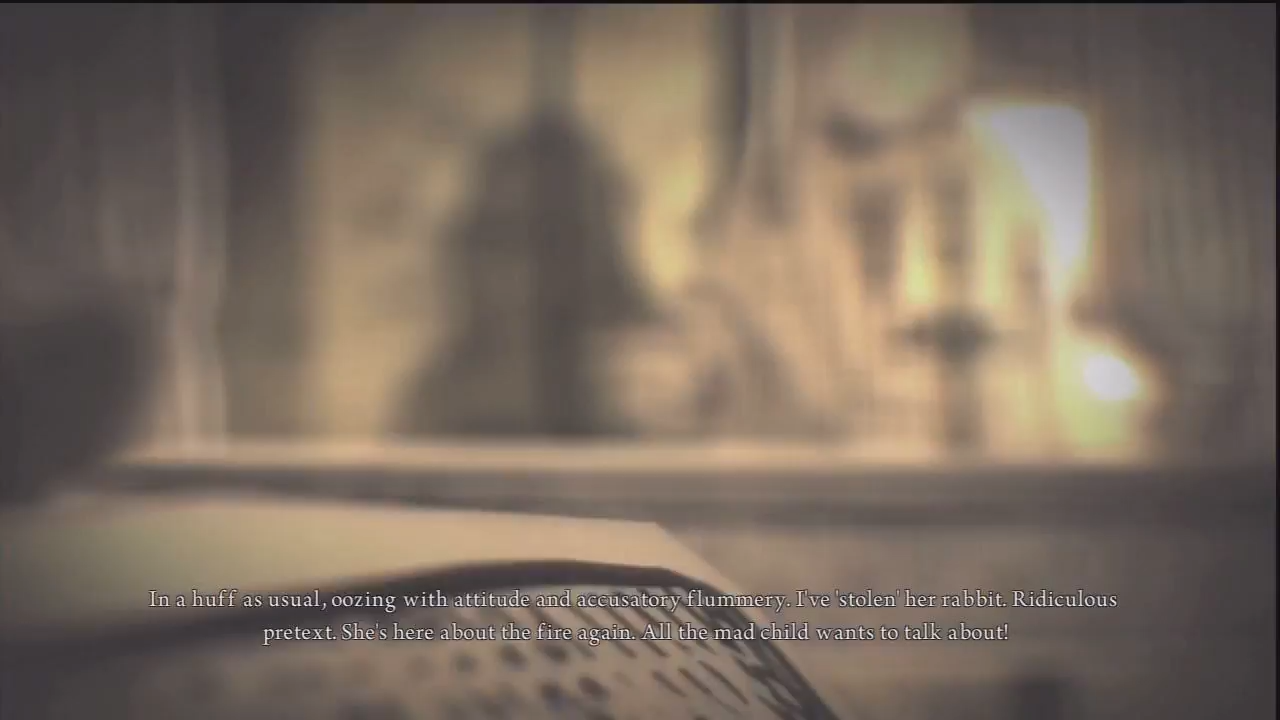 In a huff as usual, oozing with attitude and accusatory flummery. I've 'stolen' her rabbit. Ridiculous
pretext. She's here about the fire again. All the mad child wants to talk about!